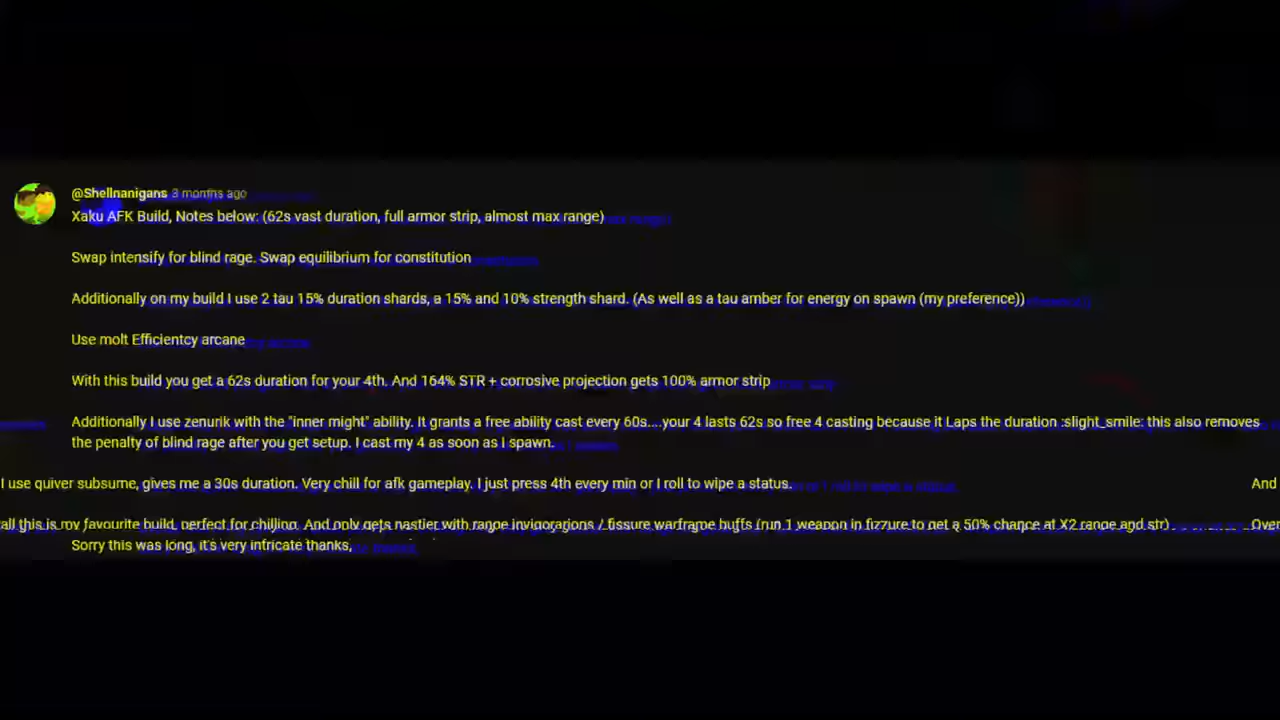 @Shellnanigans 3 months ago
Xaku AFK Build, Notes below: (62s vast duration, full armor strip, almost max range)
Swap intensify for blind rage. Swap equilibrium for constitution
Additionally on my build I use 2 tau 15% duration shards, a 15% and 10% strength shard. (As well as a tau amber for energy on spawn (my preference))
Use molt Efficientcy arcane
With this build you get a 62s duration for your 4th. And 164% STR + corrosive projection gets 100% armor strip
Additionally I use zenurik with the "inner might" ability. It grants a free ability cast every 60s....your 4 lasts 62s so free 4 casting because it Laps the duration :slight_smile: this also removes
the penalty of blind rage after you get setup. I cast my 4 as soon as I spawn.
And I use quiver subsume, gives me a 30s duration. Very chill for afk gameplay. I just press 4th every min or I roll to wipe a status.
Overall this is my favourite build, perfect for chilling. And only gets nastier with range invigorations / fissure warframe buffs (run 1 weapon in fizzure to get a 50% chance at X2 range and str)
Sorry this was long, it's very intricate thanks,